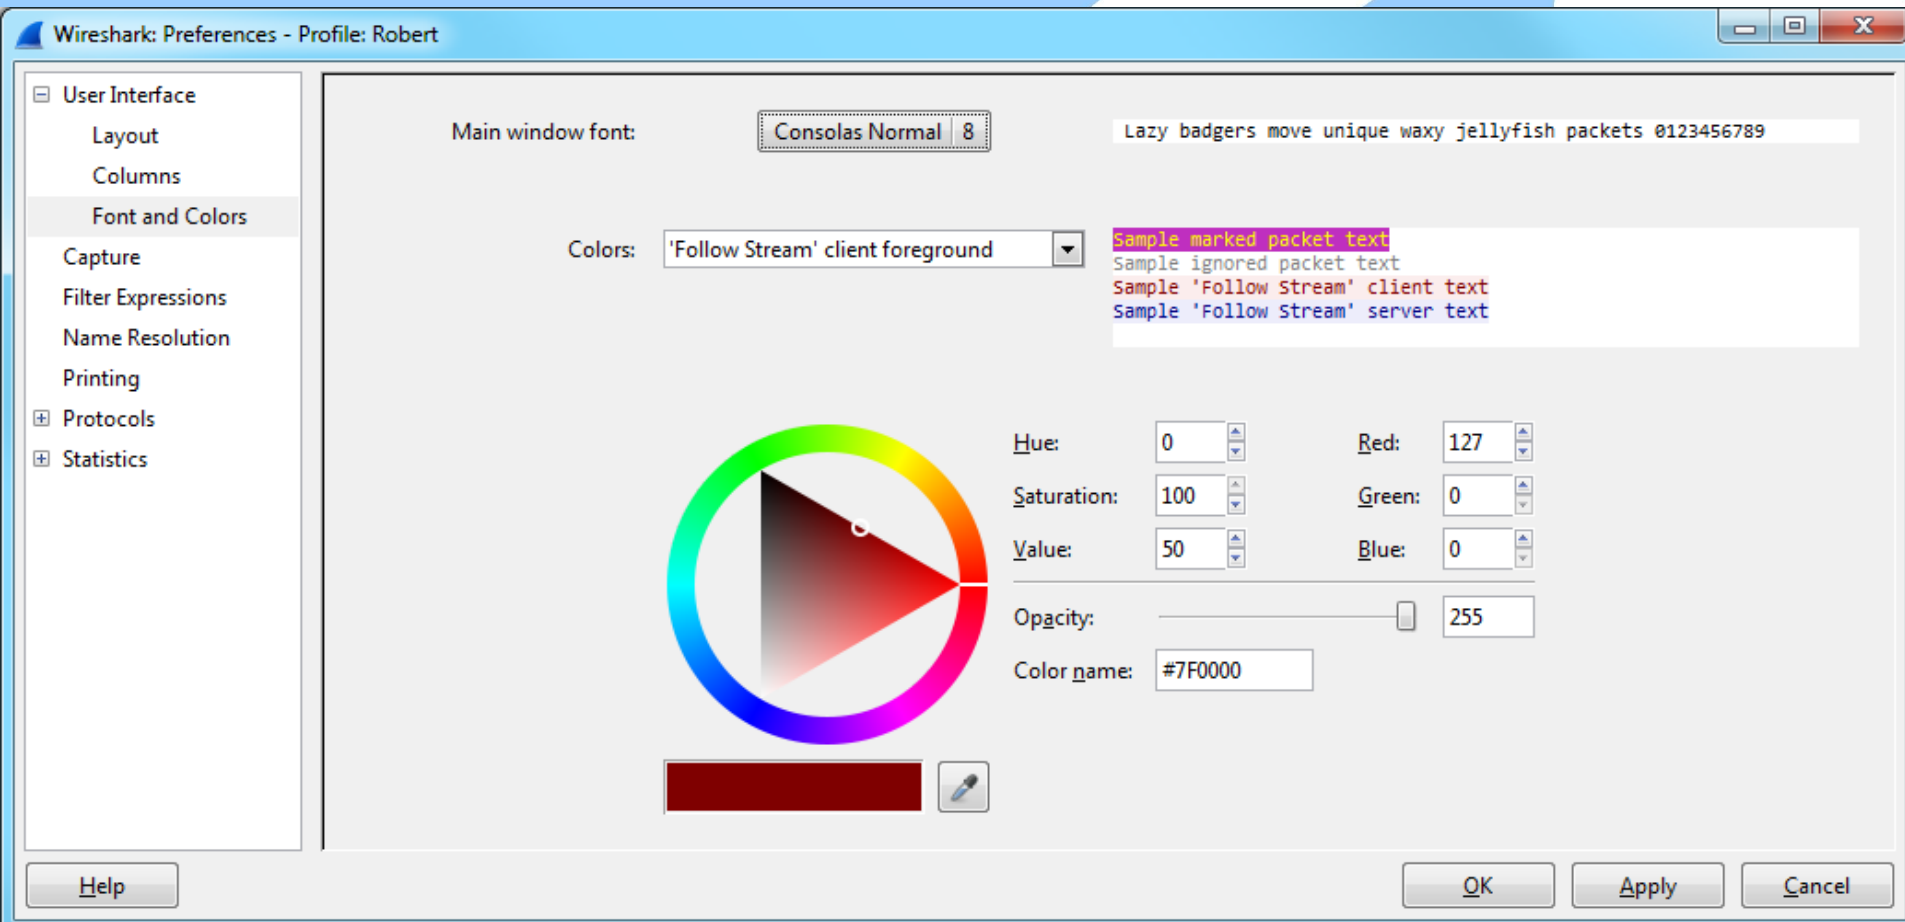 Wireshark: Preferences - Profile: Robert
User Interface
Layout
Columns
Font and Colors
Capture
Filter Expressions
Name Resolution
Printing
Protocols
Statistics
Main window font:
Consolas Normal 8
Lazy badgers move unique waxy jellyfish packets 0123456789
Colors:
'Follow Stream' client foreground
Sample marked packet text
Sample ignored packet text
Sample 'Follow Stream' client text
Sample 'Follow Stream' server text
Hue: 0 Red: 127
Saturation: 100 Green: 0
Value: 50 Blue: 0
Opacity: 255
Color name: #7F0000
Help
OK
Apply
Cancel